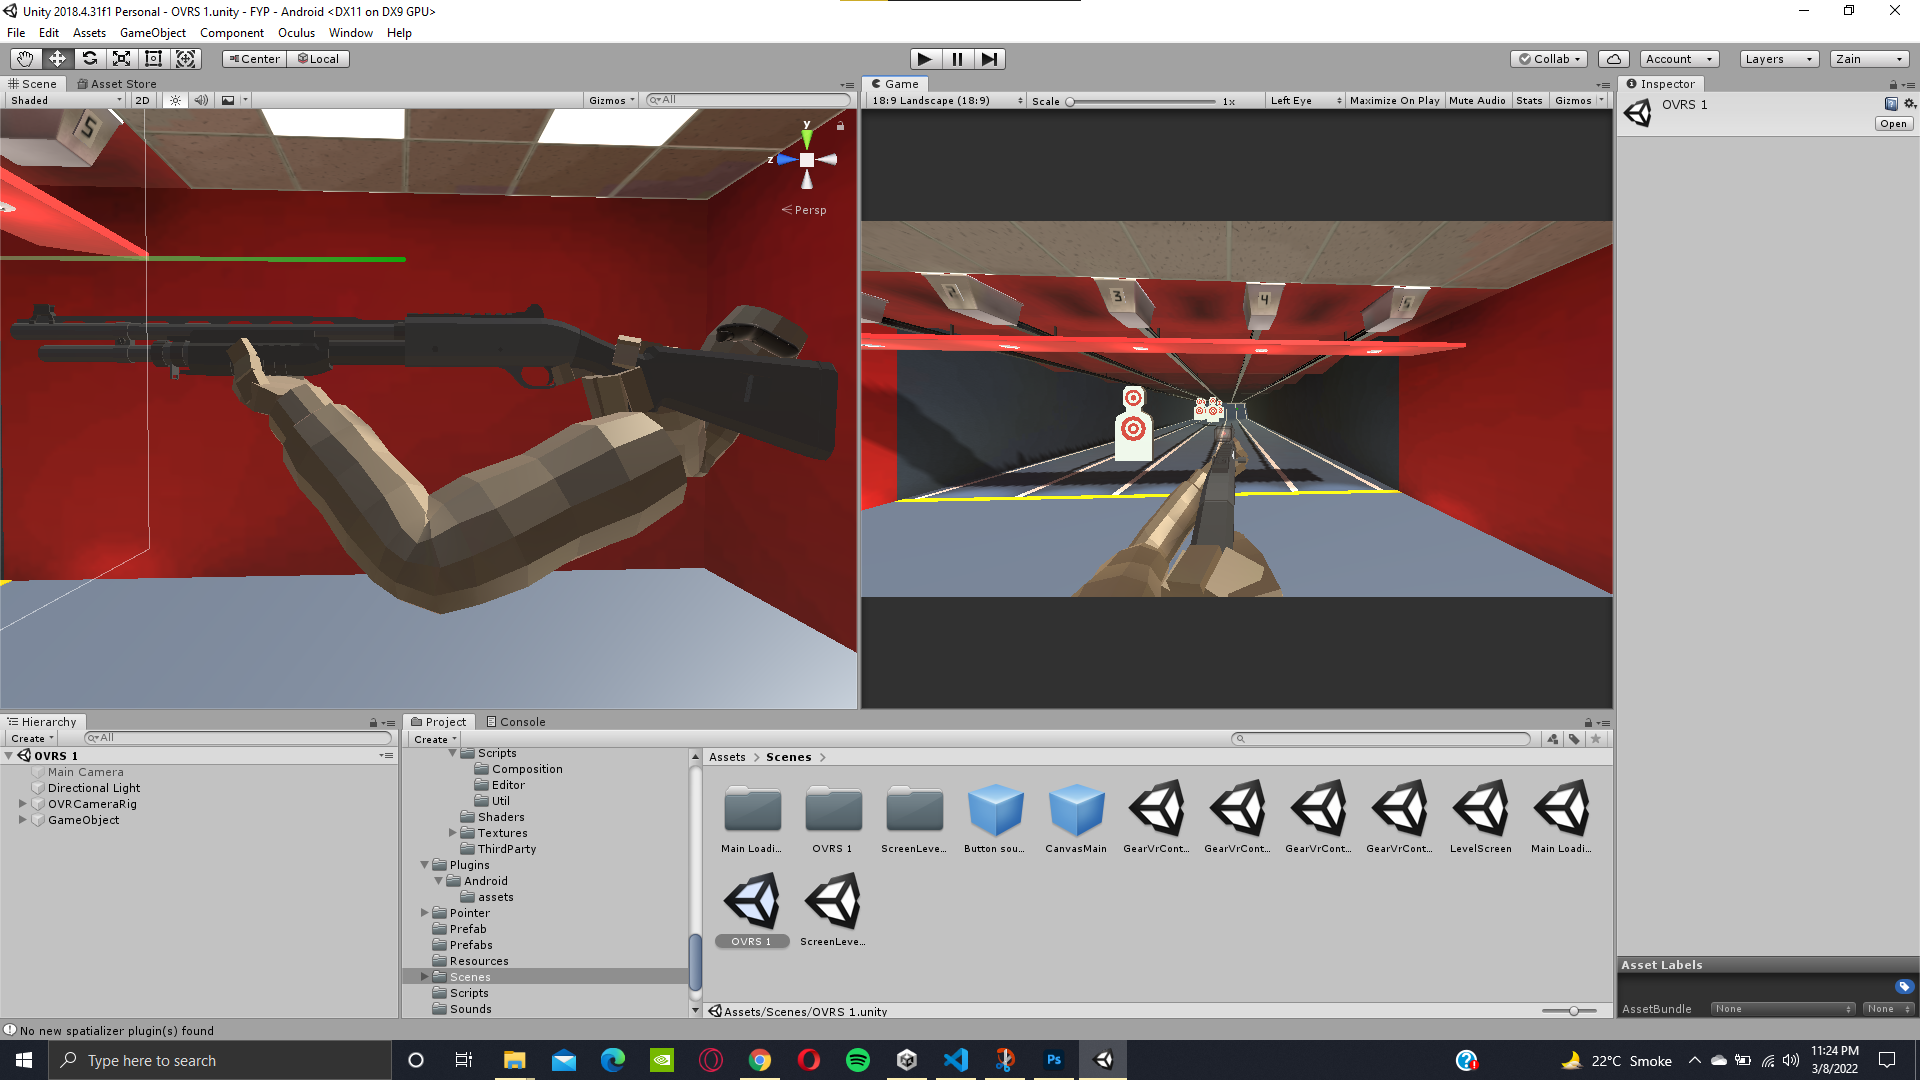 Unity 2018.4.31f1 Personal - OVRS 1.unity - FYP - Android <DX11 on DX9 GPU>
File Edit Assets GameObject Component Oculus Window Help
Center Local
Collab Account Layers Zain
Scene Asset Store
Shaded 2D Gizmos All
Game
18:9 Landscape (18:9) Scale 1x Left Eye Maximize On Play Mute Audio Stats Gizmos
Inspector
OVRS 1
Open
5
y
z
Persp
2 3 4 5
Hierarchy
Create All
OVRS 1
Main Camera
Directional Light
OVRCameraRig
GameObject
Project Console
Create
Scripts
Composition
Editor
Util
Shaders
Textures
ThirdParty
Plugins
Android
assets
Pointer
Prefab
Prefabs
Resources
Scenes
Scripts
Sounds
Assets > Scenes >
Main Loadi... OVRS 1 ScreenLeve... Button sou... CanvasMain GearVrCont... GearVrCont... GearVrCont... GearVrCont... LevelScreen Main Loadi...
OVRS 1 ScreenLeve...
Assets/Scenes/OVRS 1.unity
Asset Labels
AssetBundle None None
No new spatializer plugin(s) found
Type here to search
Ps
22°C Smoke
11:24 PM
3/8/2022